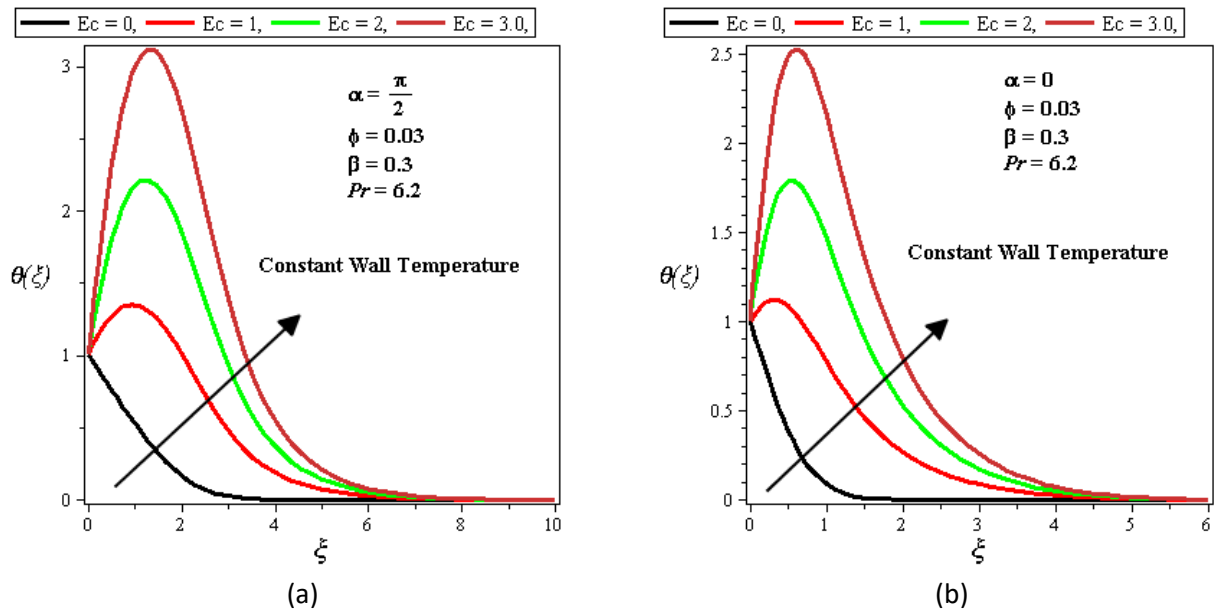 Ec = 0, Ec = 1, Ec = 2, Ec = 3.0,
3
2
1
0
θ(ξ)
α = π/2
ϕ = 0.03
β = 0.3
Pr = 6.2
Constant Wall Temperature
0 2 4 6 8 10
ξ
(a)
Ec = 0, Ec = 1, Ec = 2, Ec = 3.0,
2.5
2
1.5
1
0.5
0
θ(ξ)
α = 0
ϕ = 0.03
β = 0.3
Pr = 6.2
Constant Wall Temperature
0 1 2 3 4 5 6
ξ
(b)